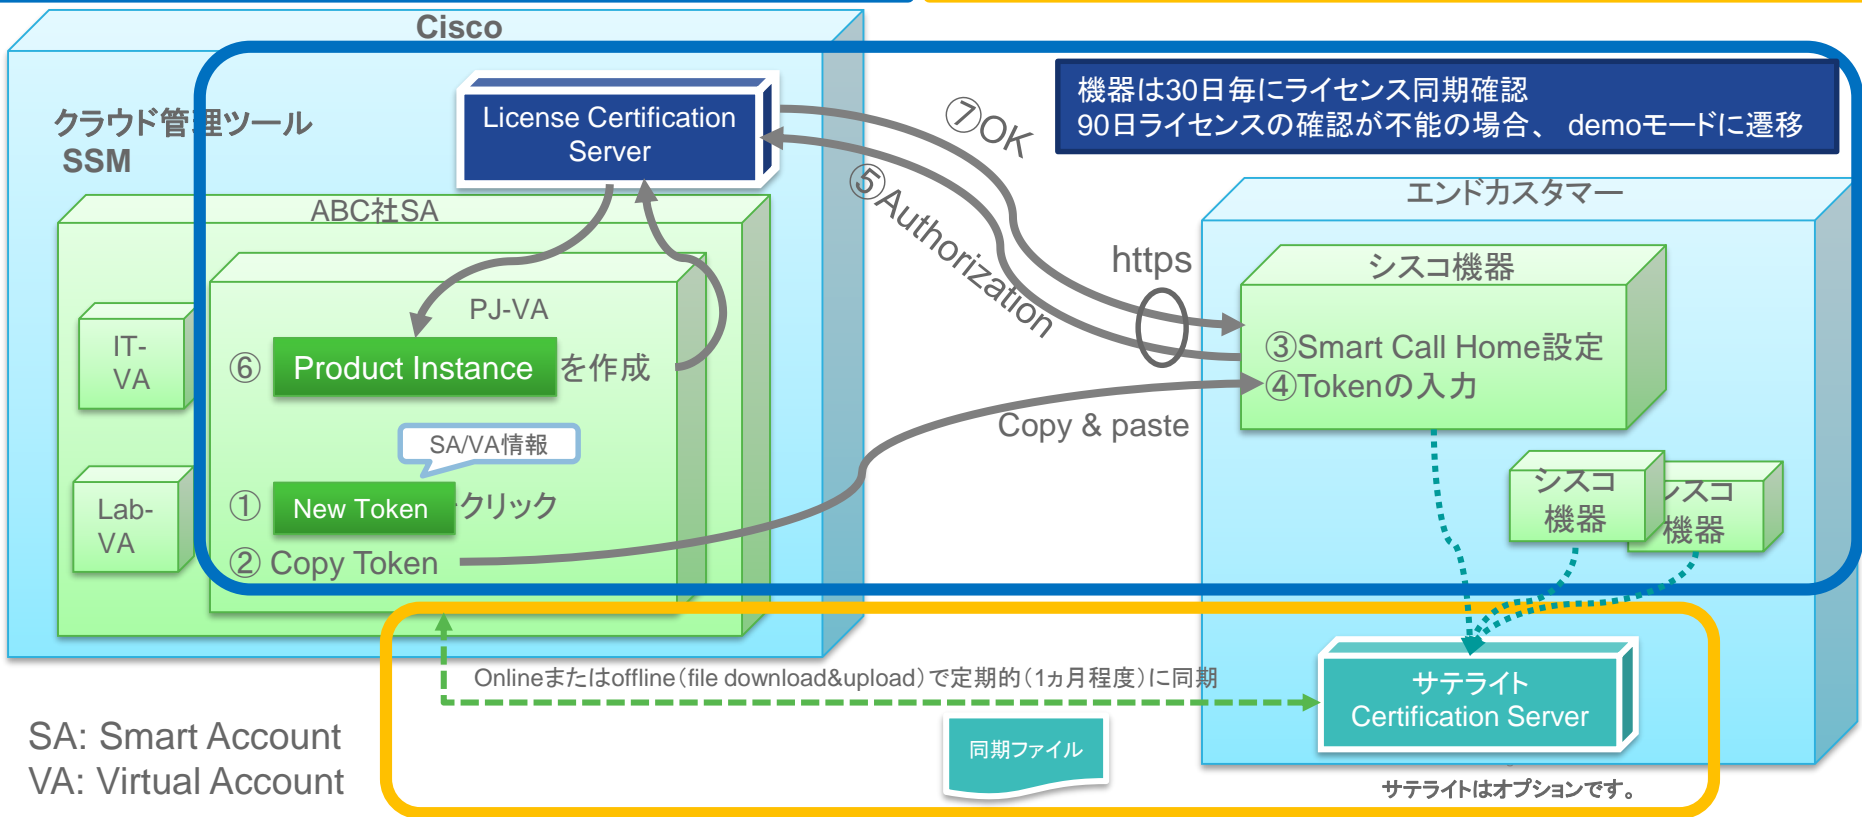 Cisco
クラウド管理ツール
SSM
License Certification
Server
機器は30日毎にライセンス同期確認
90日ライセンスの確認が不能の場合、 demoモードに遷移
⑦OK
⑤Authorization
https
ABC社SA
PJ-VA
IT-
VA
⑥ Product Instance を作成
SA/VA情報
Lab-
VA
① New Token クリック
② Copy Token
Copy & paste
エンドカスタマー
シスコ機器
③Smart Call Home設定
④Tokenの入力
シスコ
機器
シスコ
機器
Onlineまたはoffline(file download&upload)で定期的(1ヵ月程度)に同期
サテライト
Certification Server
同期ファイル
サテライトはオプションです。
SA: Smart Account
VA: Virtual Account